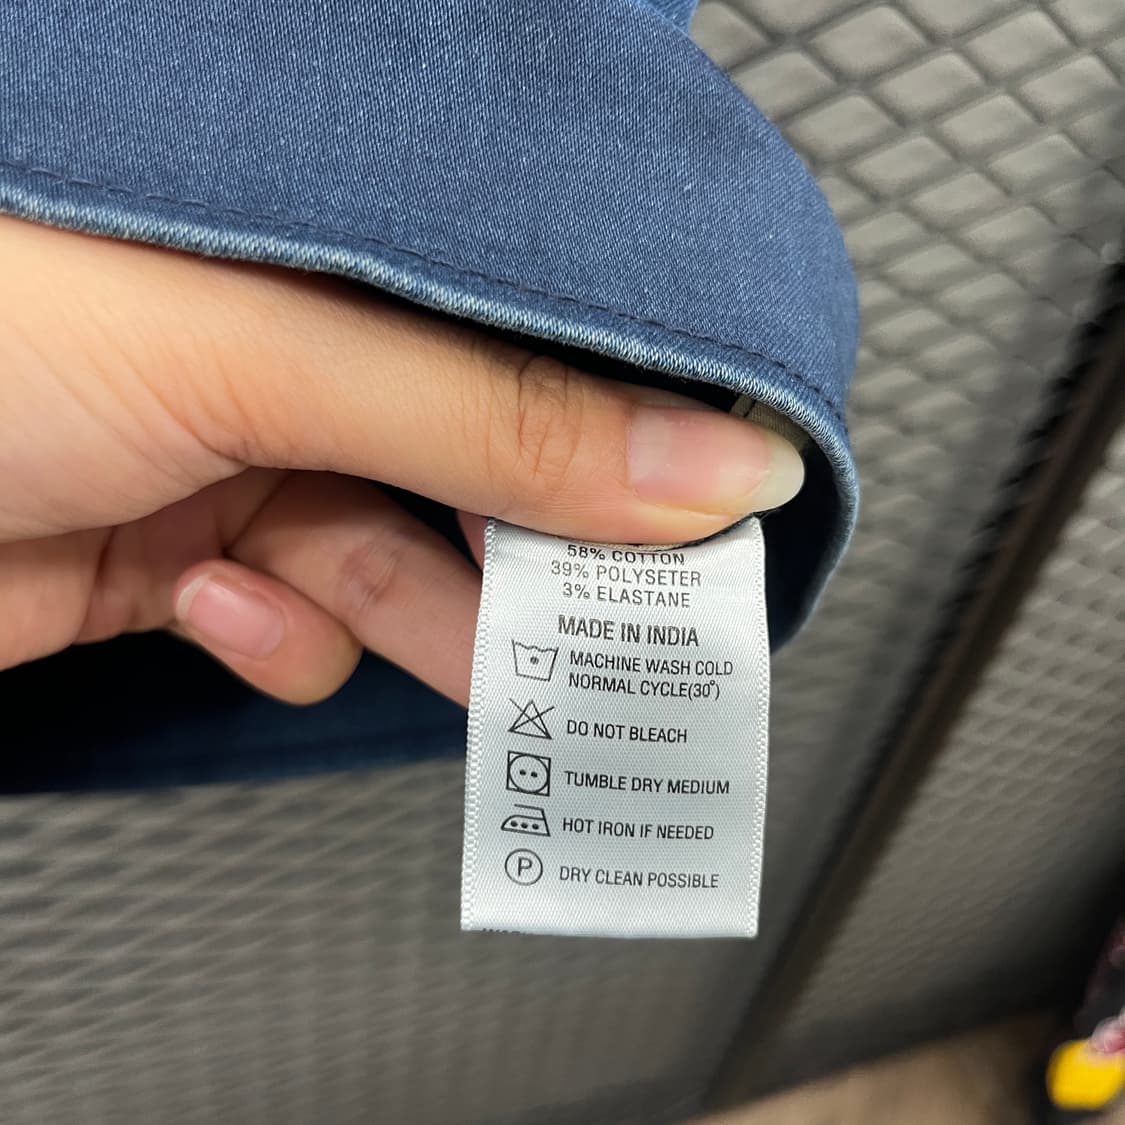 58% COTTON
39% POLYSETER
3% ELASTANE
MADE IN INDIA
MACHINE WASH COLD
NORMAL CYCLE(30°)
DO NOT BLEACH
TUMBLE DRY MEDIUM
HOT IRON IF NEEDED
P
DRY CLEAN POSSIBLE